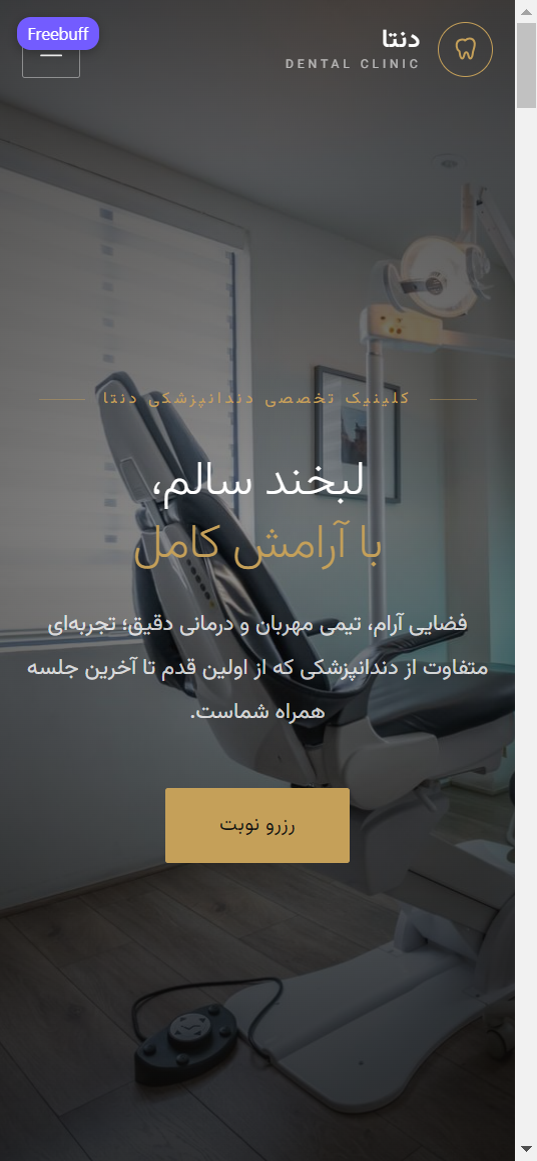 Freebuff
دنتا
DENTAL CLINIC
کلینیک تخصصی دندانپزشکی دنتا
لبخند سالم،
با آرامش کامل
فضایی آرام، تیمی مهربان و درمانی دقیق؛ تجربه‌ای
متفاوت از دندانپزشکی که از اولین قدم تا آخرین جلسه
همراه شماست.
رزرو نوبت